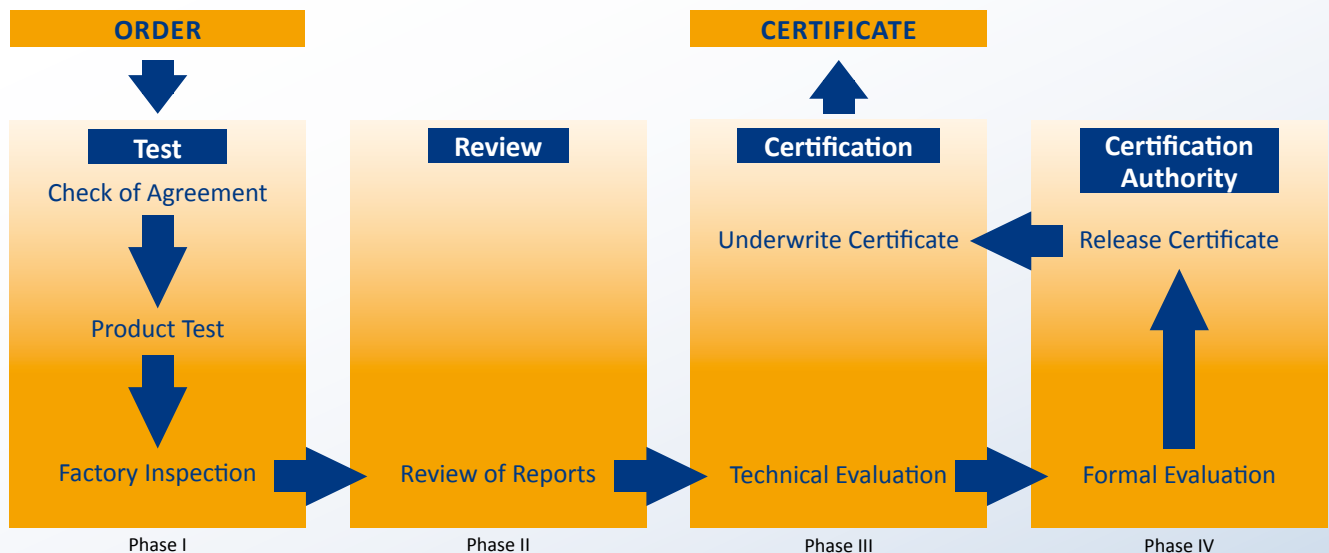 ORDER
CERTIFICATE
Test
Check of Agreement
Product Test
Factory Inspection
Phase I
Review
Review of Reports
Phase II
Certification
Underwrite Certificate
Technical Evaluation
Phase III
Certification
Authority
Release Certificate
Formal Evaluation
Phase IV